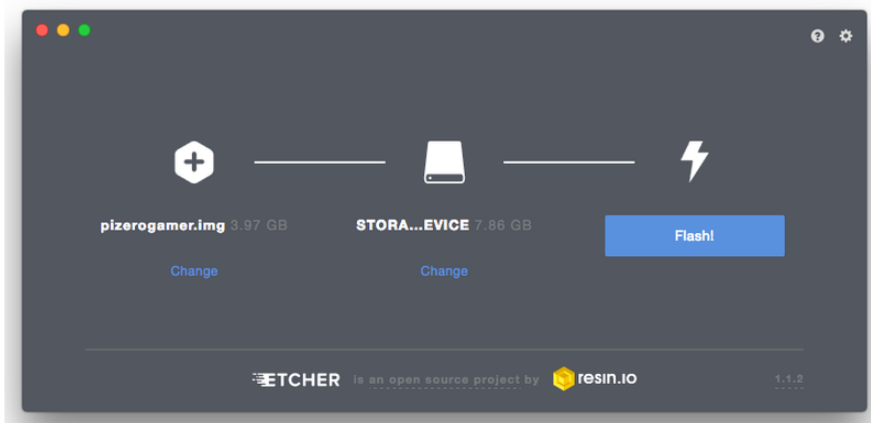 pizerogamer.img 3.97 GB
STORA...EVICE 7.86 GB
Flash!
Change
Change
ETCHER is an open source project by resin.io
1.1.2